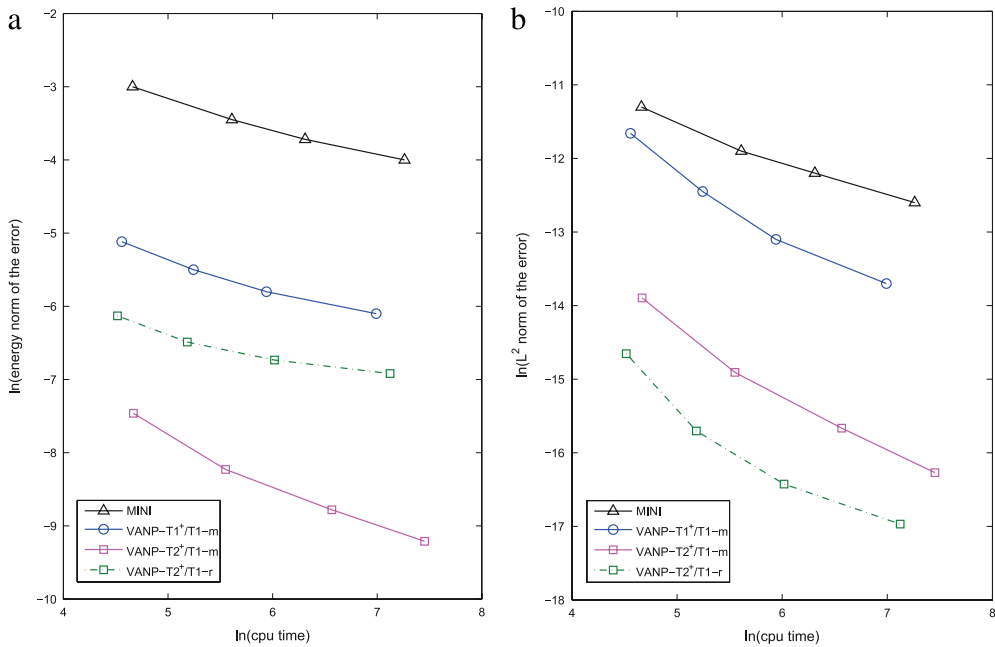 a
−2
−3
−4
−5
−6
−7
−8
−9
−10
ln(energy norm of the error)
4
5
6
7
8
ln(cpu time)
MINI
VANP−T1⁺/T1−m
VANP−T2⁺/T1−m
VANP−T2⁺/T1−r
b
−10
−11
−12
−13
−14
−15
−16
−17
−18
ln(L² norm of the error)
4
5
6
7
8
ln(cpu time)
MINI
VANP−T1⁺/T1−m
VANP−T2⁺/T1−m
VANP−T2⁺/T1−r